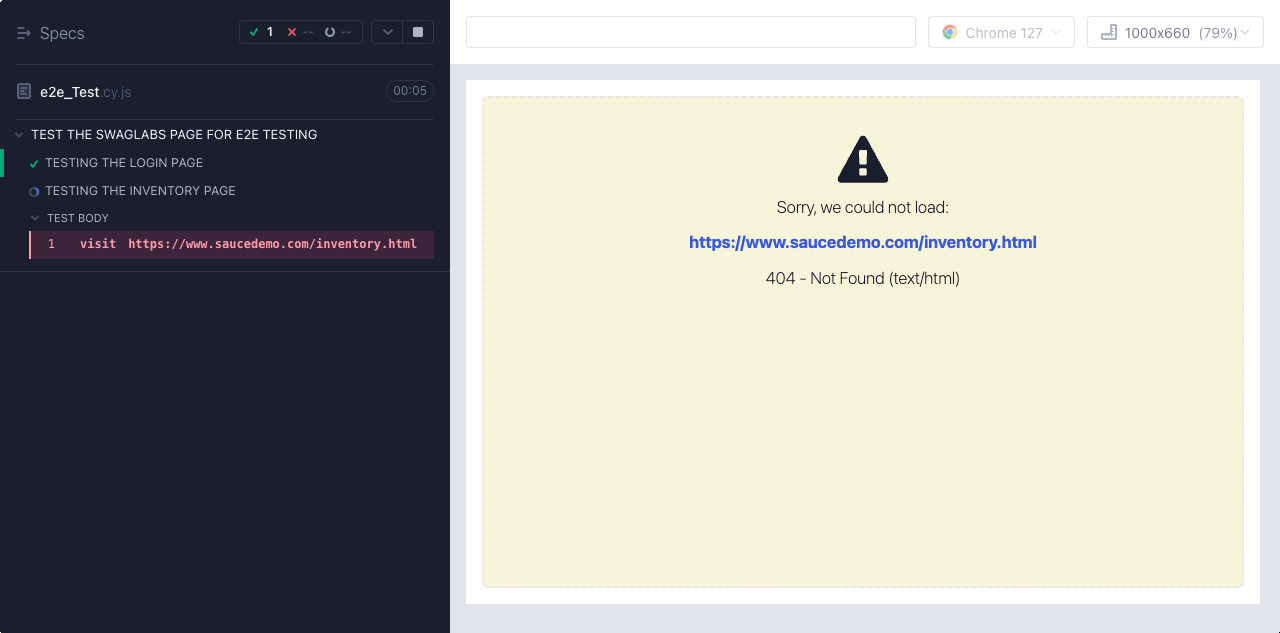 Specs
1 -- --
e2e_Test.cy.js 00:05
TEST THE SWAGLABS PAGE FOR E2E TESTING
TESTING THE LOGIN PAGE
TESTING THE INVENTORY PAGE
TEST BODY
1 visit https://www.saucedemo.com/inventory.html
Chrome 127
1000x660 (79%)
Sorry, we could not load:
https://www.saucedemo.com/inventory.html
404 - Not Found (text/html)